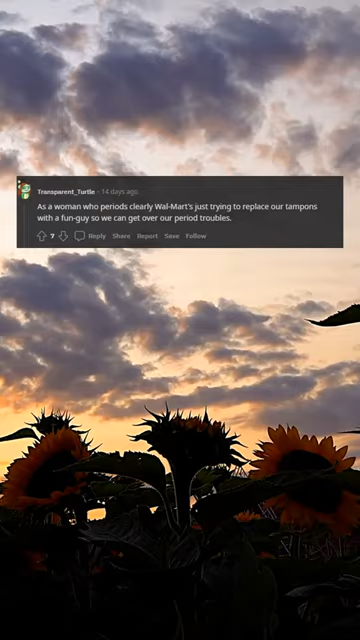 Transparent_Turtle · 14 days ago
As a woman who periods clearly Wal-Mart's just trying to replace our tampons
with a fun-guy so we can get over our period troubles.
7 Reply Share Report Save Follow